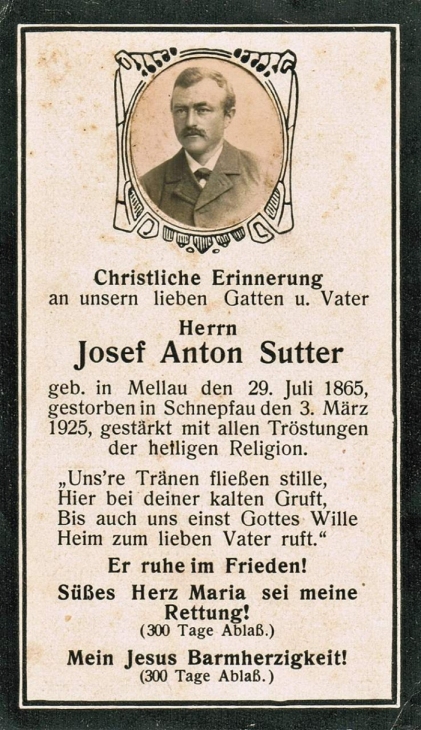 Christliche Erinnerung
an unsern lieben Gatten u. Vater
Herrn
Josef Anton Sutter
geb. in Mellau den 29. Juli 1865,
gestorben in Schnepfau den 3. März
1925, gestärkt mit allen Tröstungen
der heiligen Religion.
„Uns're Tränen fließen stille,
Hier bei deiner kalten Gruft,
Bis auch uns einst Gottes Wille
Heim zum lieben Vater ruft.“
Er ruhe im Frieden!
Süßes Herz Maria sei meine
Rettung!
(300 Tage Ablaß.)
Mein Jesus Barmherzigkeit!
(300 Tage Ablaß.)